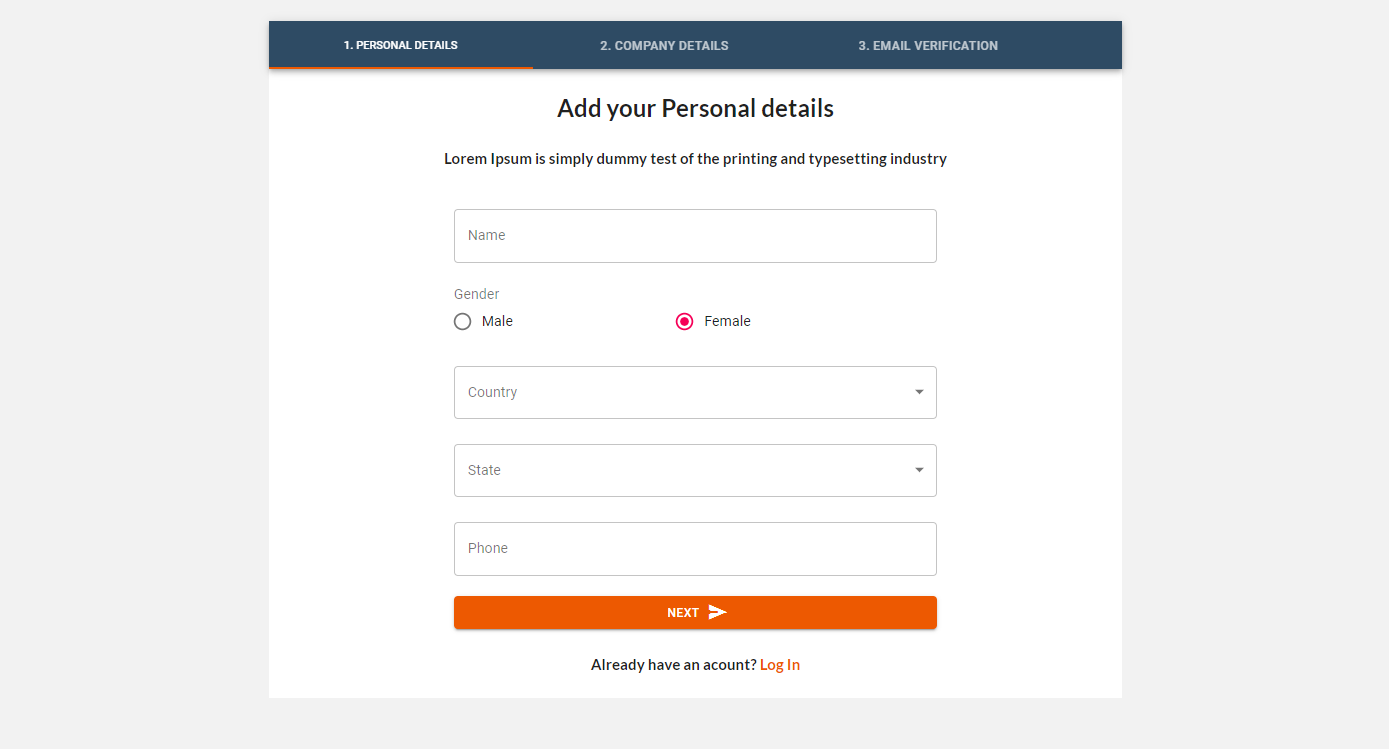 1. PERSONAL DETAILS 2. COMPANY DETAILS 3. EMAIL VERIFICATION
Add your Personal details
Lorem Ipsum is simply dummy test of the printing and typesetting industry
Name
Gender
Male Female
Country
State
Phone
NEXT
Already have an acount? Log In